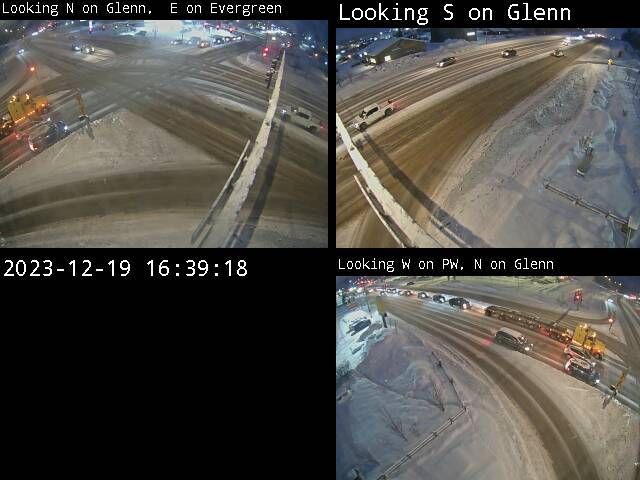 Looking N on Glenn,  E on Evergreen
Looking S on Glenn
2023-12-19 16:39:18
Looking W on PW, N on Glenn